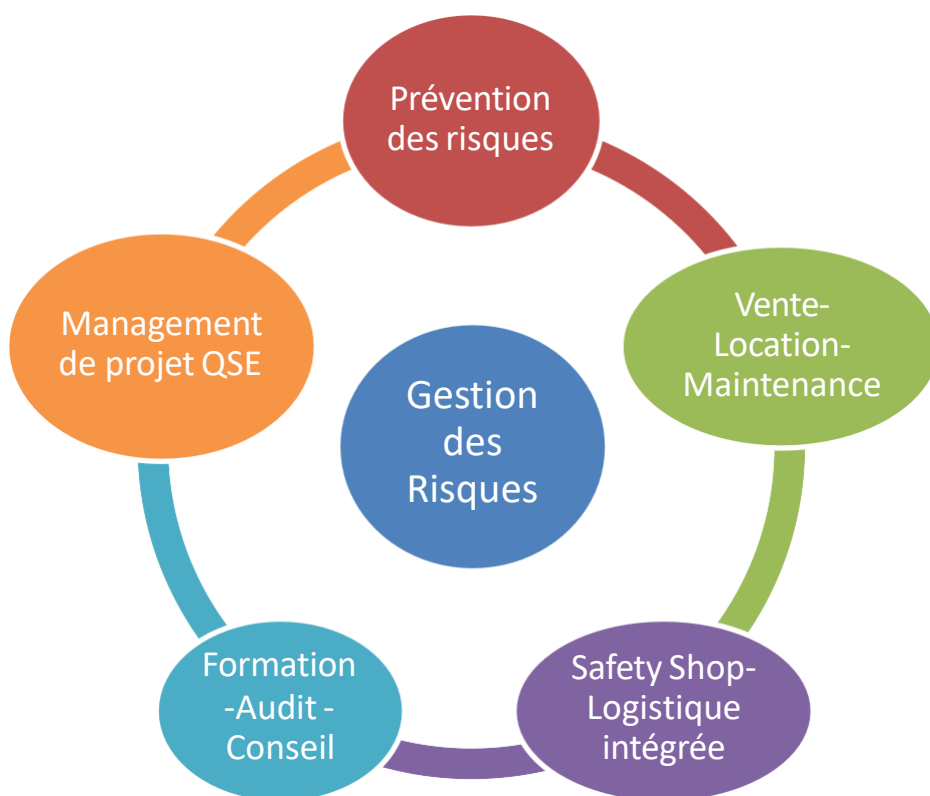 Prévention
des risques
Management
de projet QSE
Vente-
Location-
Maintenance
Gestion
des
Risques
Formation
-Audit -
Conseil
Safety Shop-
Logistique
intégrée